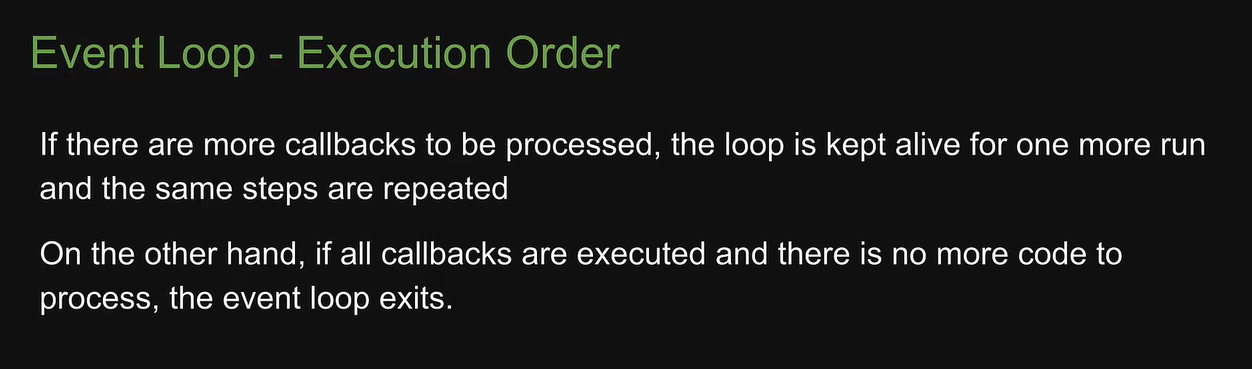 Event Loop - Execution Order
If there are more callbacks to be processed, the loop is kept alive for one more run
and the same steps are repeated
On the other hand, if all callbacks are executed and there is no more code to
process, the event loop exits.